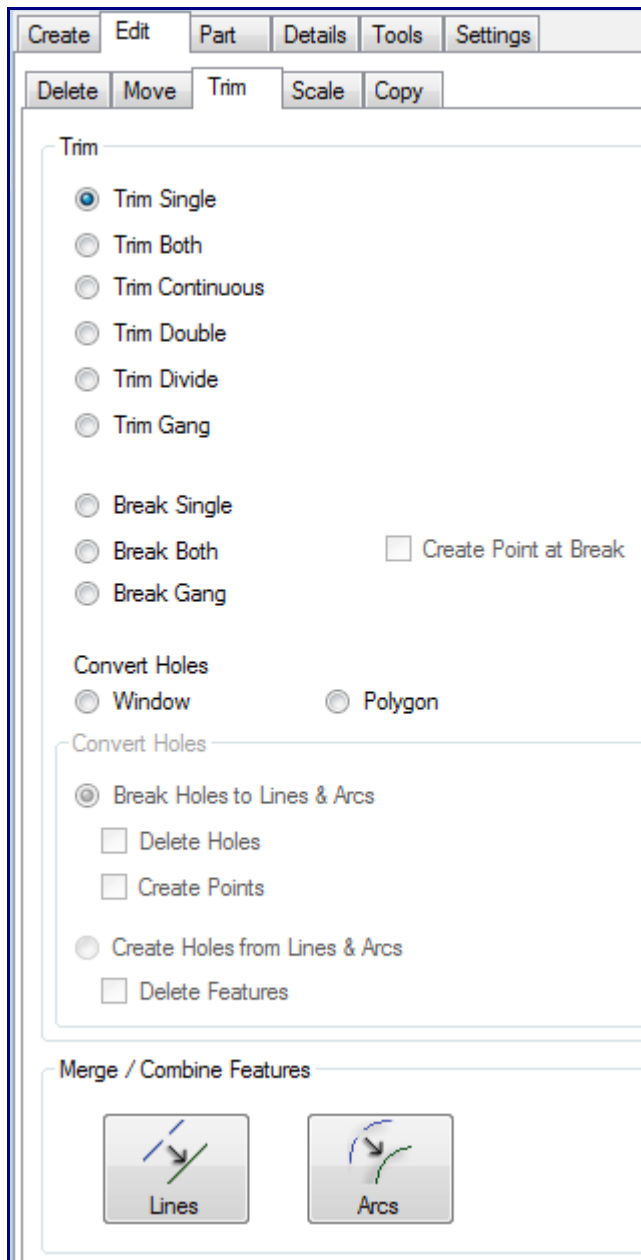 Create Edit Part Details Tools Settings
Delete Move Trim Scale Copy
Trim
Trim Single
Trim Both
Trim Continuous
Trim Double
Trim Divide
Trim Gang
Break Single
Break Both Create Point at Break
Break Gang
Convert Holes
Window Polygon
Convert Holes
Break Holes to Lines & Arcs
Delete Holes
Create Points
Create Holes from Lines & Arcs
Delete Features
Merge / Combine Features
Lines Arcs